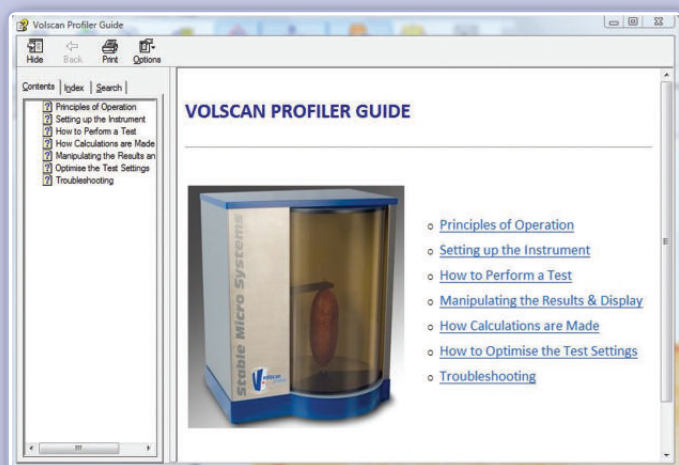 Volscan Profiler Guide
Hide Back Print Options
Contents Index Search
Principles of Operation
Setting up the Instrument
How to Perform a Test
How Calculations are Made
Manipulating the Results an
Optimise the Test Settings
Troubleshooting
VOLSCAN PROFILER GUIDE
Stable Micro Systems
Volscan
Principles of Operation
Setting up the Instrument
How to Perform a Test
Manipulating the Results & Display
How Calculations are Made
How to Optimise the Test Settings
Troubleshooting